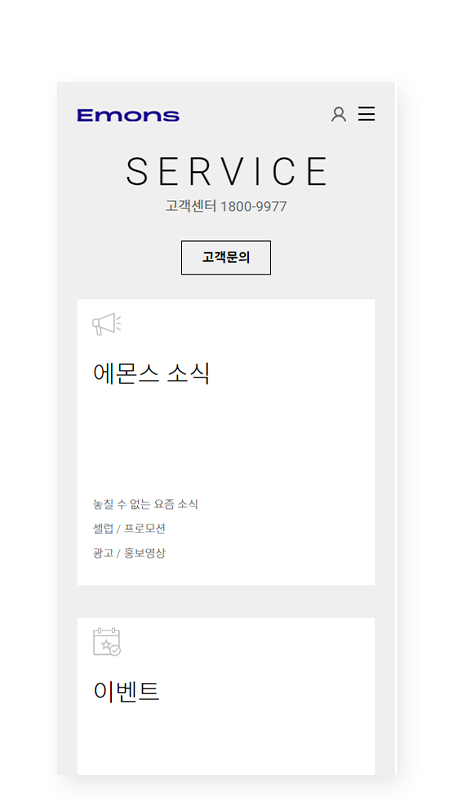 Emons
SERVICE
고객센터 1800-9977
고객문의
에몬스 소식
놓칠 수 없는 요즘 소식
셀럽 / 프로모션
광고 / 홍보영상
이벤트